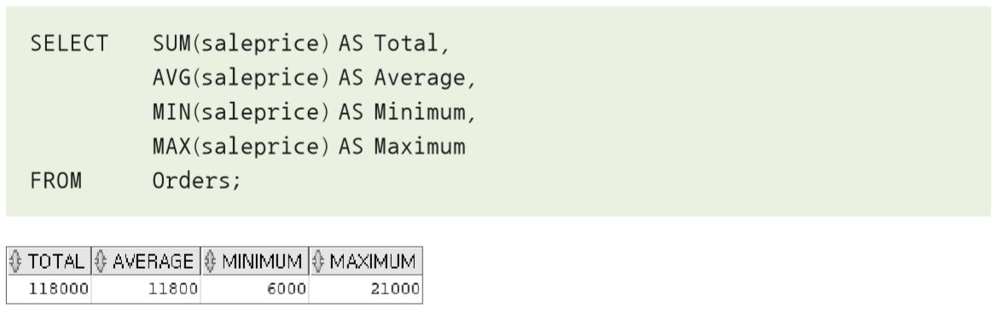 SELECT SUM(saleprice) AS Total,
AVG(saleprice) AS Average,
MIN(saleprice) AS Minimum,
MAX(saleprice) AS Maximum
FROM Orders;
TOTAL AVERAGE MINIMUM MAXIMUM
118000 11800 6000 21000